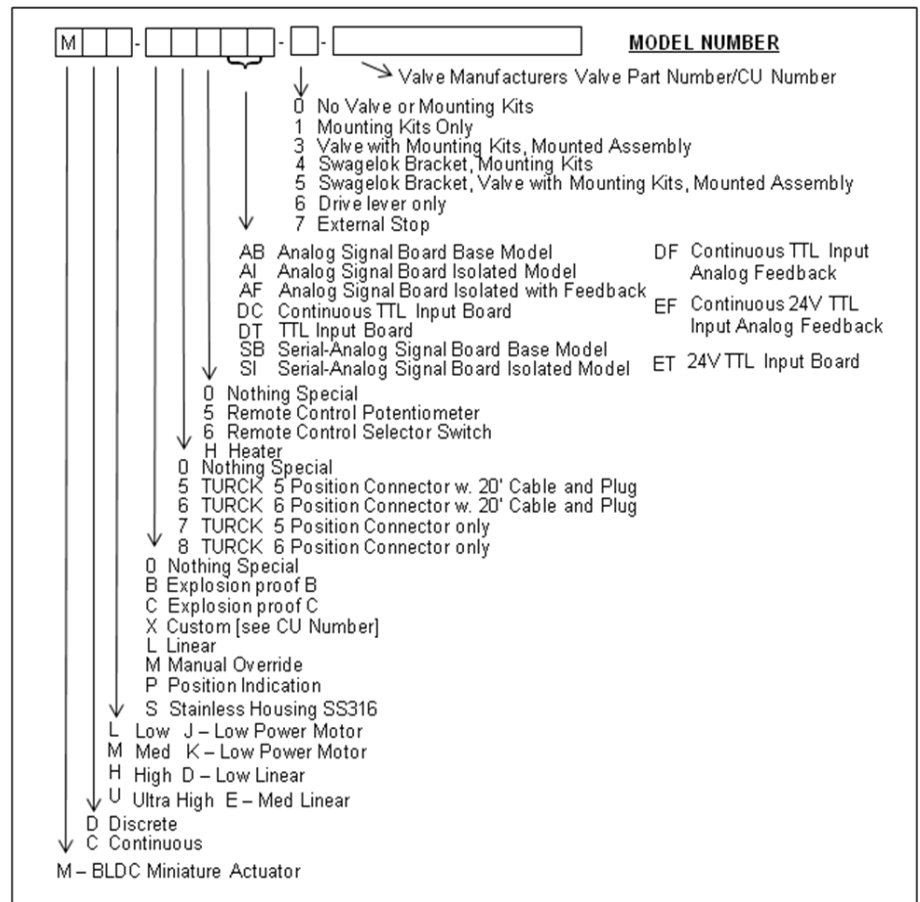 M - - - MODEL NUMBER
Valve Manufacturers Valve Part Number/CU Number
0 No Valve or Mounting Kits
1 Mounting Kits Only
3 Valve with Mounting Kits, Mounted Assembly
4 Swagelok Bracket, Mounting Kits
5 Swagelok Bracket, Valve with Mounting Kits, Mounted Assembly
6 Drive lever only
7 External Stop
AB Analog Signal Board Base Model
AI Analog Signal Board Isolated Model
AF Analog Signal Board Isolated with Feedback
DC Continuous TTL Input Board
DT TTL Input Board
SB Serial-Analog Signal Board Base Model
SI Serial-Analog Signal Board Isolated Model
DF Continuous TTL Input
Analog Feedback
EF Continuous 24V TTL
Input Analog Feedback
ET 24V TTL Input Board
0 Nothing Special
5 Remote Control Potentiometer
6 Remote Control Selector Switch
H Heater
0 Nothing Special
5 TURCK 5 Position Connector w. 20' Cable and Plug
6 TURCK 6 Position Connector w. 20' Cable and Plug
7 TURCK 5 Position Connector only
8 TURCK 6 Position Connector only
0 Nothing Special
B Explosion proof B
C Explosion proof C
X Custom [see CU Number]
L Linear
M Manual Override
P Position Indication
S Stainless Housing SS316
L Low J – Low Power Motor
M Med K – Low Power Motor
H High D – Low Linear
U Ultra High E – Med Linear
D Discrete
C Continuous
M – BLDC Miniature Actuator